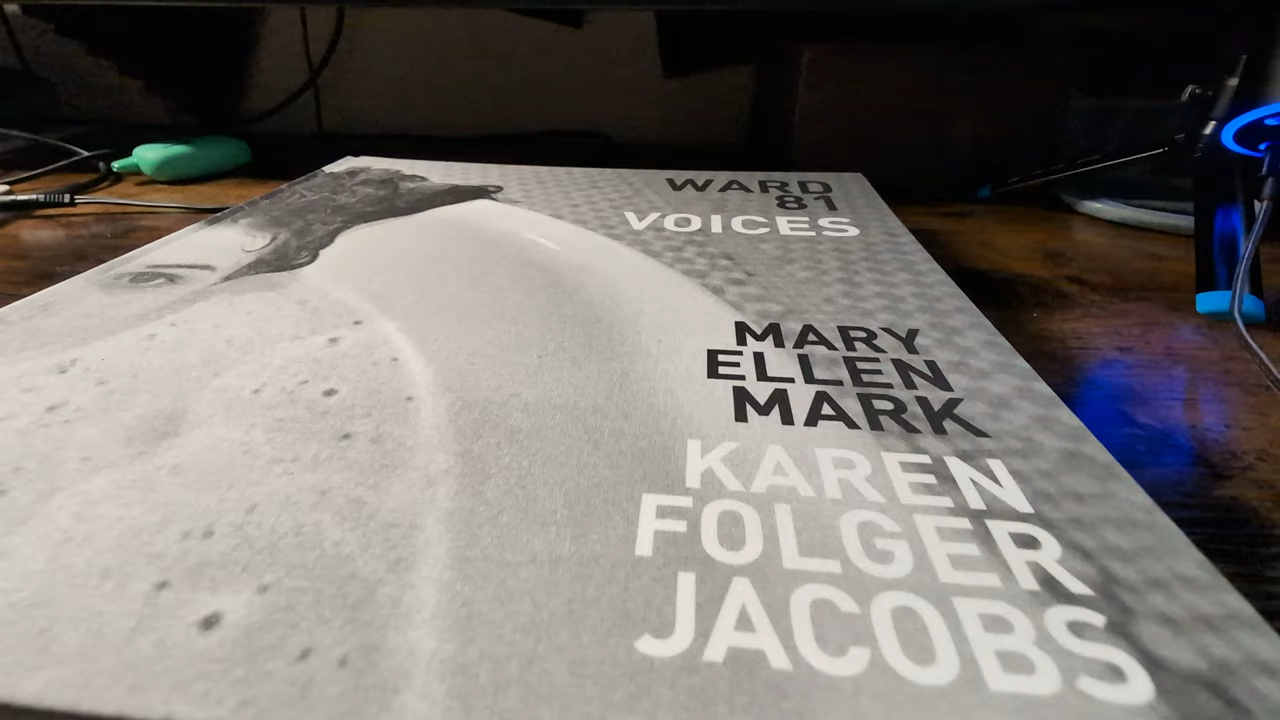 WARD
81
VOICES
MARY
ELLEN
MARK
KAREN
FOLGER
JACOBS